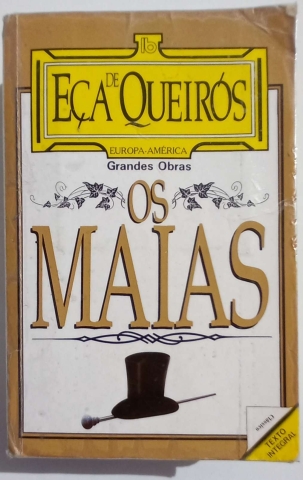 EÇA DE QUEIRÓS
EUROPA-AMÉRICA
Grandes Obras
OS
MAIAS
TEXTO
INTEGRAL